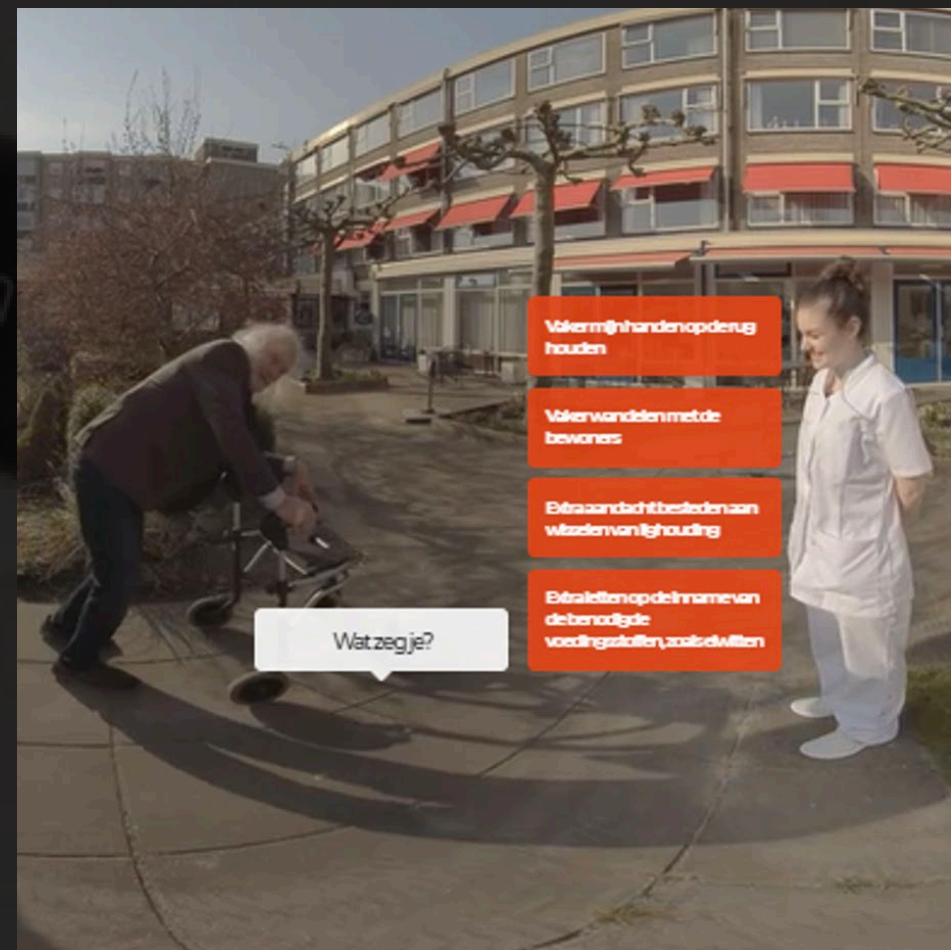 Vaker mijn handen op de rug
houden
Vaker wandelen met de
bewoners
Extra aandacht besteden aan
wisselen van lighouding
Extra letten op de inname van
de benodigde
voedingsstoffen, zoals eiwitten
Wat zeg je?